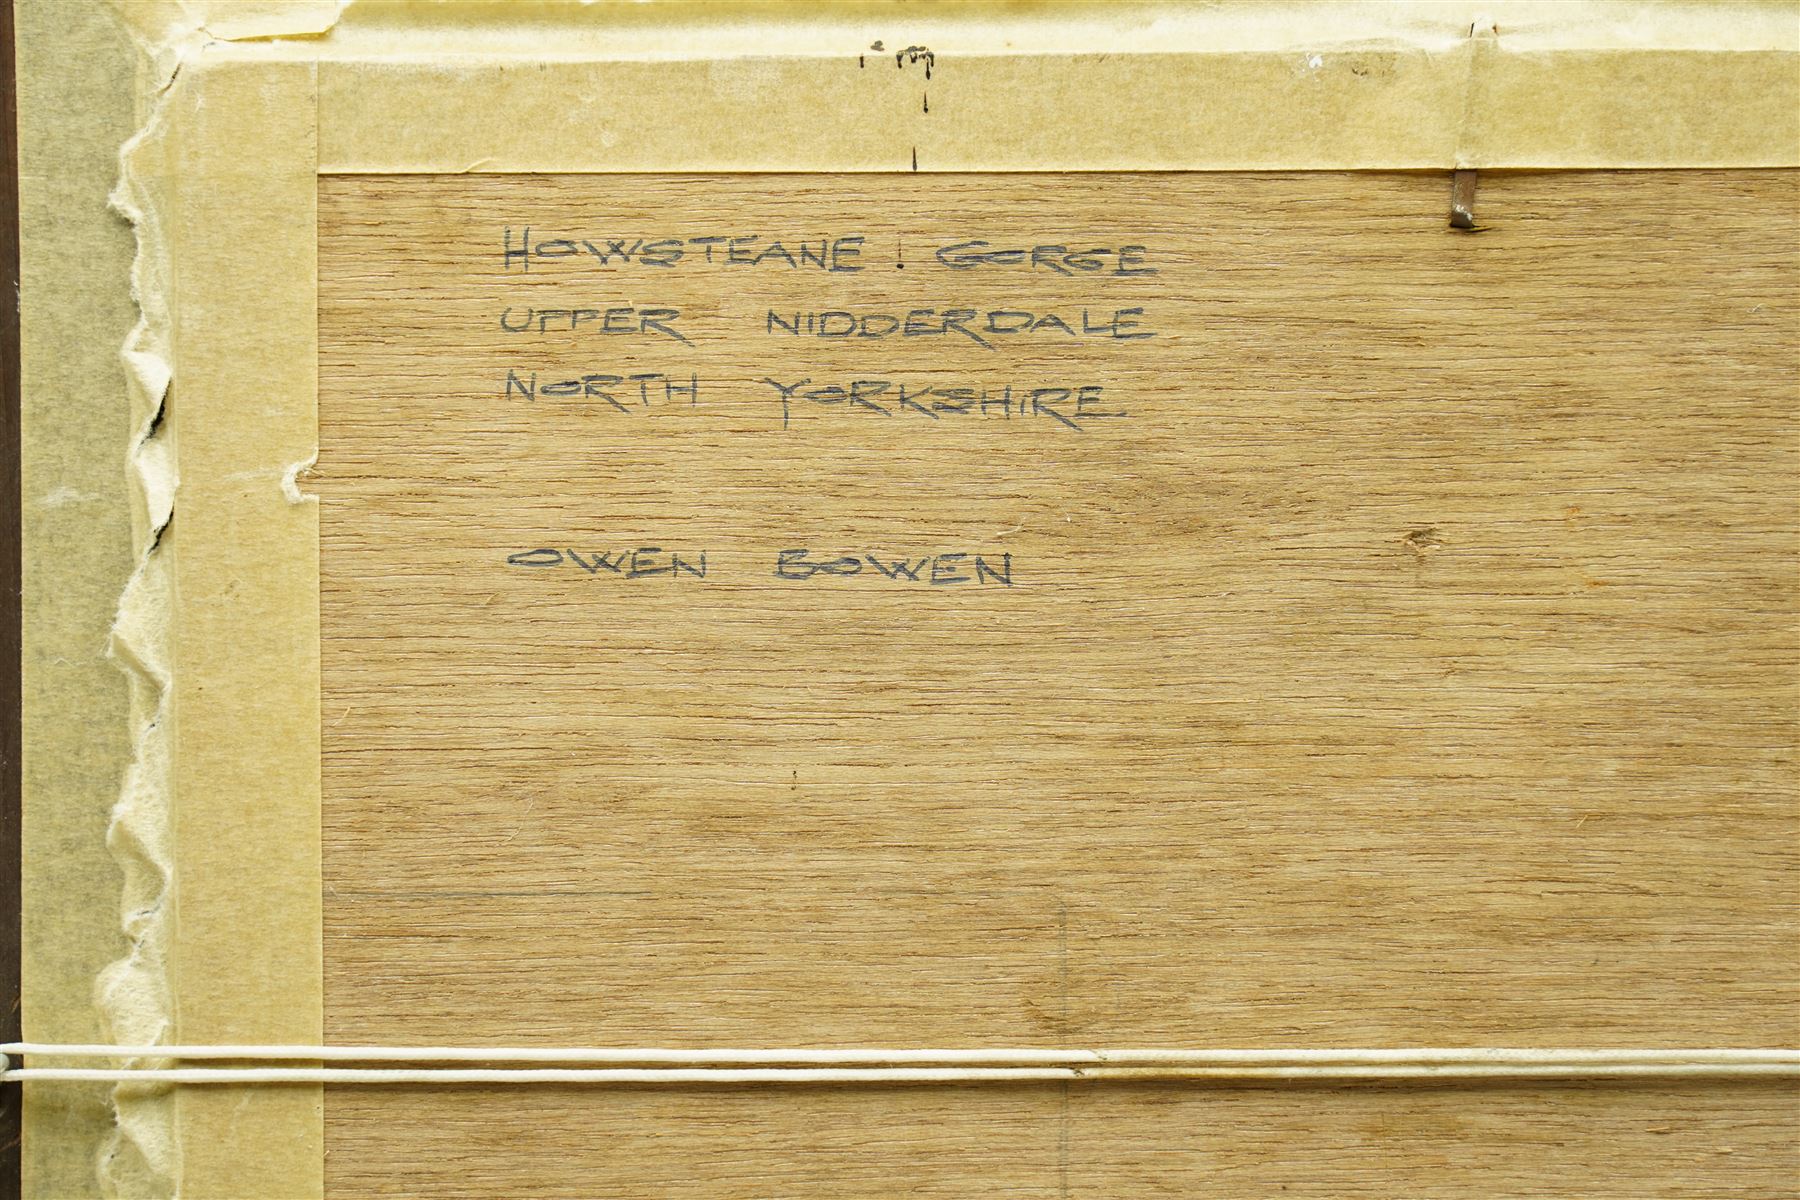 HOWSTEANE! GORGE
UPPER NIDDERDALE
NORTH YORKSHIRE
OWEN BOWEN